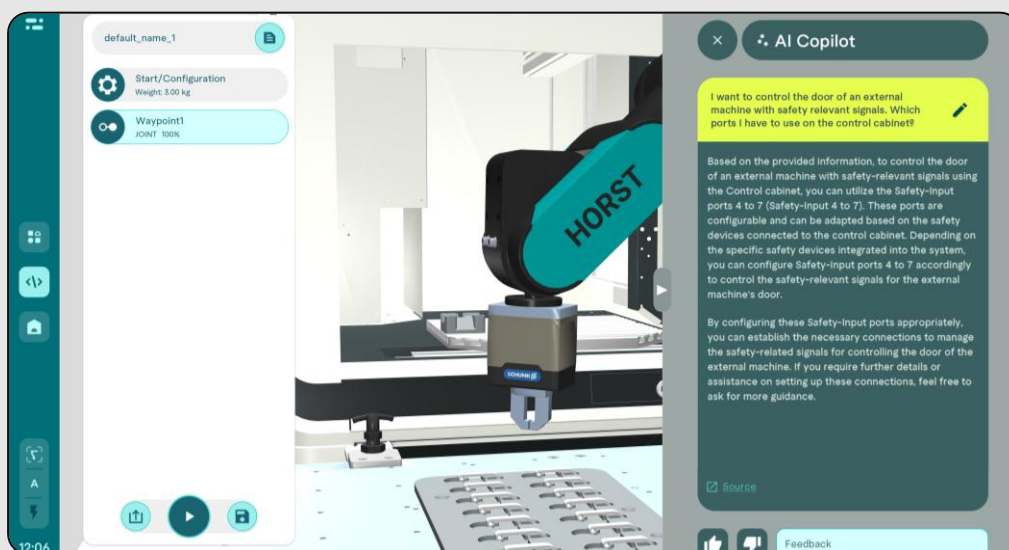 default_name_1
Start/Configuration
Weight 3.00 kg
Waypoint1
JOINT 100%
A
12:06
HORST
SCHUNK
AI Copilot
I want to control the door of an external
machine with safety relevant signals. Which
ports I have to use on the control cabinet?
Based on the provided information, to control the door
of an external machine with safety-relevant signals using
the Control cabinet, you can utilize the Safety-Input
ports 4 to 7 (Safety-Input 4 to 7). These ports are
configurable and can be adapted based on the safety
devices connected to the control cabinet. Depending on
the specific safety devices integrated into the system,
you can configure Safety-Input ports 4 to 7 accordingly
to control the safety-relevant signals for the external
machine's door.
By configuring these Safety-Input ports appropriately,
you can establish the necessary connections to manage
the safety-related signals for controlling the door of the
external machine. If you require further details or
assistance on setting up these connections, feel free to
ask for more guidance.
Source
Feedback